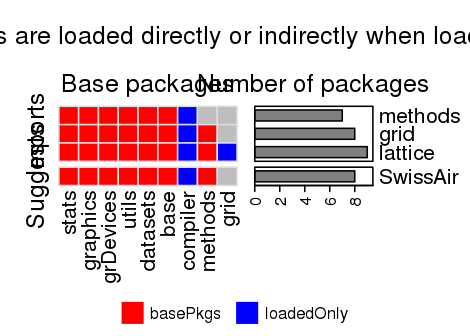 s are loaded directly or indirectly when loa
Base packages
Number of packages
Imports
Suggests
methods
grid
lattice
SwissAir
0 2 4 6 8
stats
graphics
grDevices
utils
datasets
base
compiler
methods
grid
basePkgs
loadedOnly